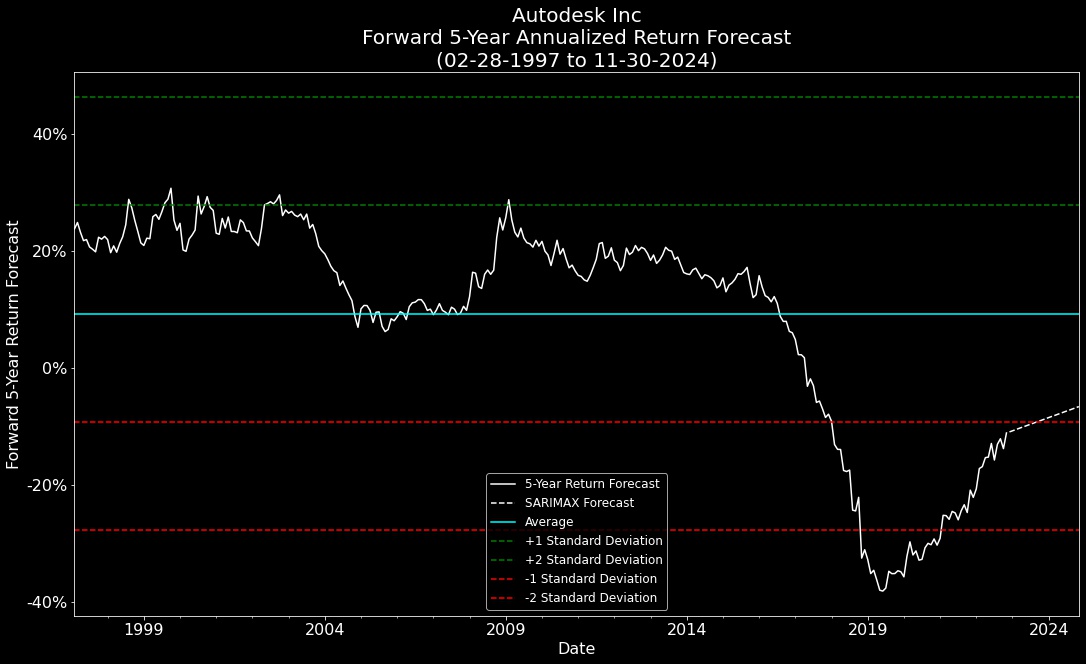 Autodesk Inc
Forward 5-Year Annualized Return Forecast
(02-28-1997 to 11-30-2024)
Forward 5-Year Return Forecast
40%
20%
0%
-20%
-40%
5-Year Return Forecast
SARIMAX Forecast
Average
+1 Standard Deviation
+2 Standard Deviation
-1 Standard Deviation
-2 Standard Deviation
1999
2004
2009
2014
2019
2024
Date